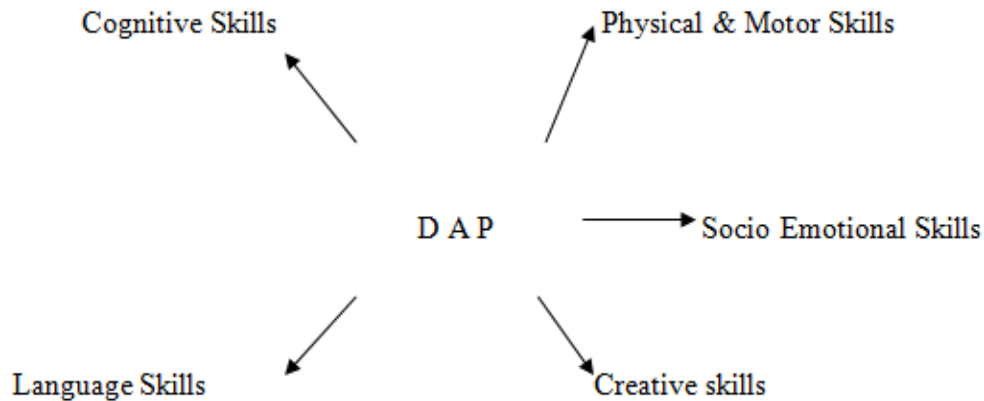 Cognitive Skills
Physical & Motor Skills
D A P
Socio Emotional Skills
Language Skills
Creative skills